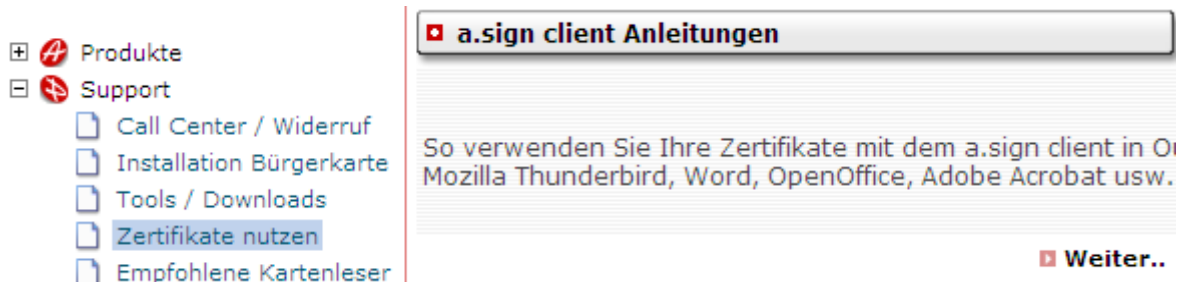 Produkte
Support
Call Center / Widerruf
Installation Bürgerkarte
Tools / Downloads
Zertifikate nutzen
Empfohlene Kartenleser
a.sign client Anleitungen
So verwenden Sie Ihre Zertifikate mit dem a.sign client in
Mozilla Thunderbird, Word, OpenOffice, Adobe Acrobat usw.
Weiter..